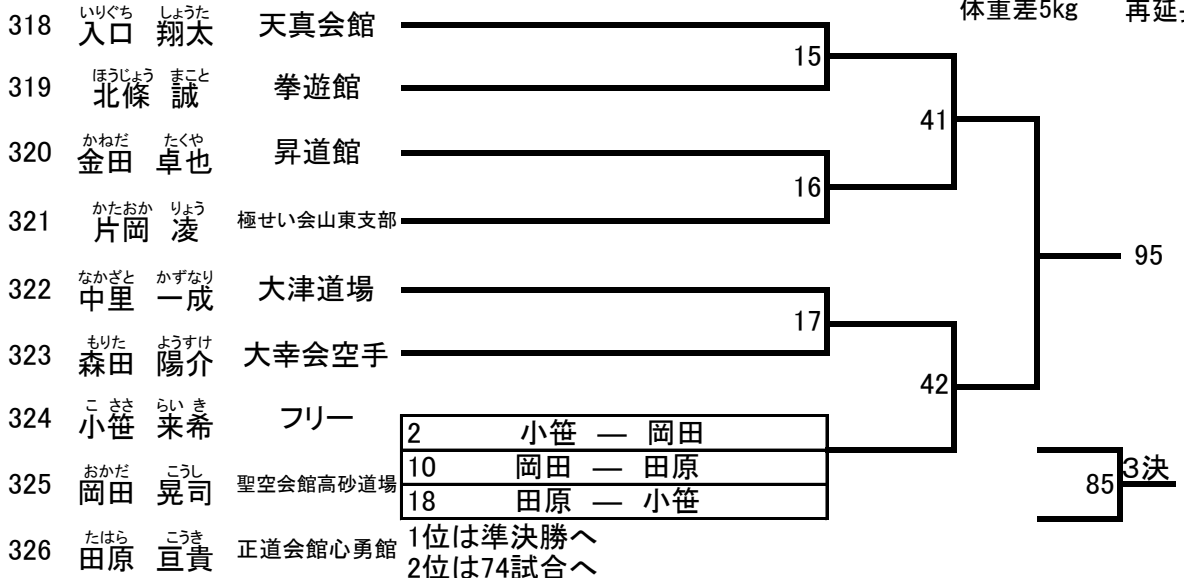 体重差5kg 再延
318 入口 翔太 いりぐち しょうた 天真会館
15
319 北條 誠 ほうじょう まこと 拳遊館
41
320 金田 卓也 かねだ たくや 昇道館
16
321 片岡 凌 かたおか りょう 極せい会山東支部
95
322 中里 一成 なかざと かずなり 大津道場
17
323 森田 陽介 もりた ようすけ 大幸会空手
42
324 小笹 来希 こ ささ らい き フリー
2 小笹 ― 岡田
10 岡田 ― 田原
325 岡田 晃司 おかだ こうし 聖空会館高砂道場
85 3決
18 田原 ― 小笹
326 田原 亘貴 たはら こうき 正道会館心勇館
1位は準決勝へ
2位は74試合へ